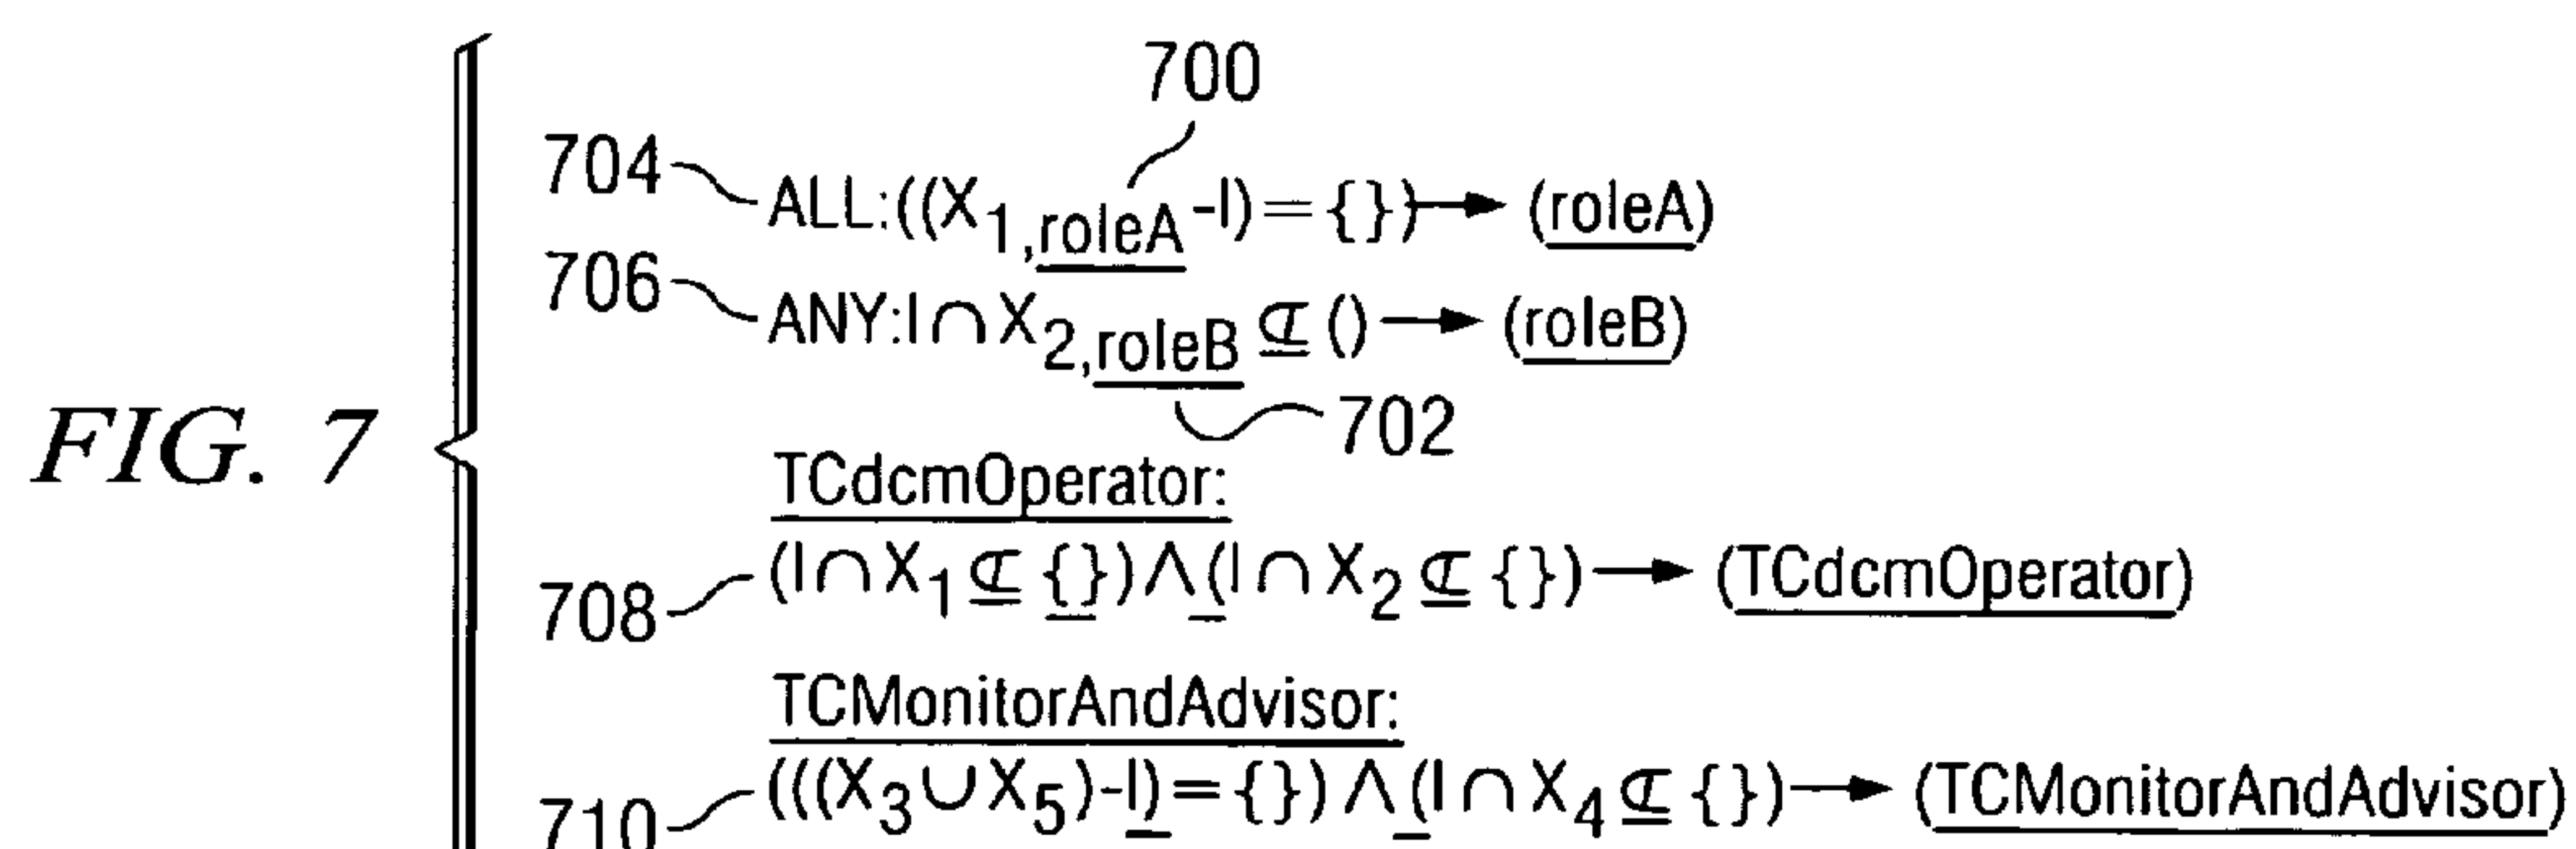 700
704 ALL:((X1,roleA-I)={})→(roleA)
706 ANY:I∩X2,roleB ⊈ ()→(roleB)
702
FIG. 7
TCdcmOperator:
708 (I∩X1 ⊈ {})∧(I∩X2 ⊈ {})→(TCdcmOperator)
TCMonitorAndAdvisor:
710 (((X3∪X5)-I)={})∧(I∩X4 ⊈ {})→(TCMonitorAndAdvisor)